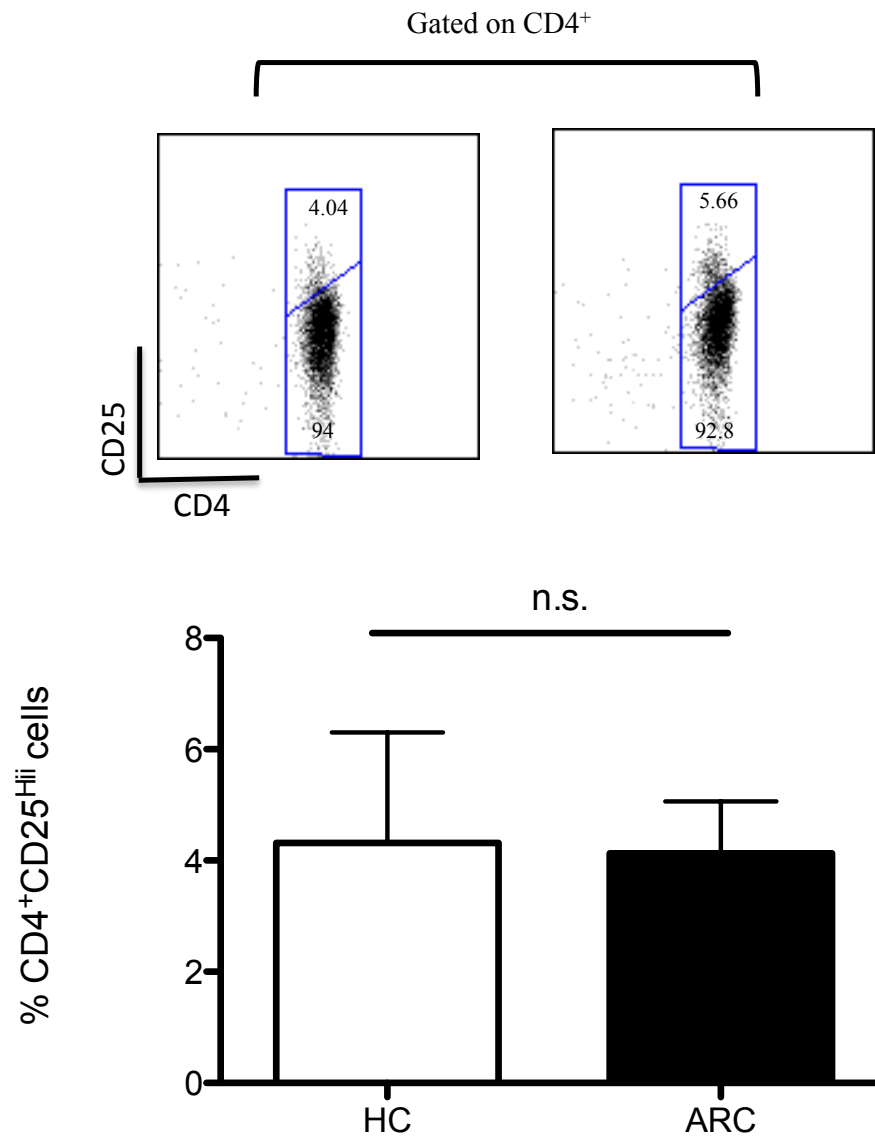 Gated on CD4⁺
4.04
5.66
94
92.8
CD25
CD4
n.s.
% CD4⁺CD25ᴴⁱⁱ cells
8
6
4
2
0
HC
ARC